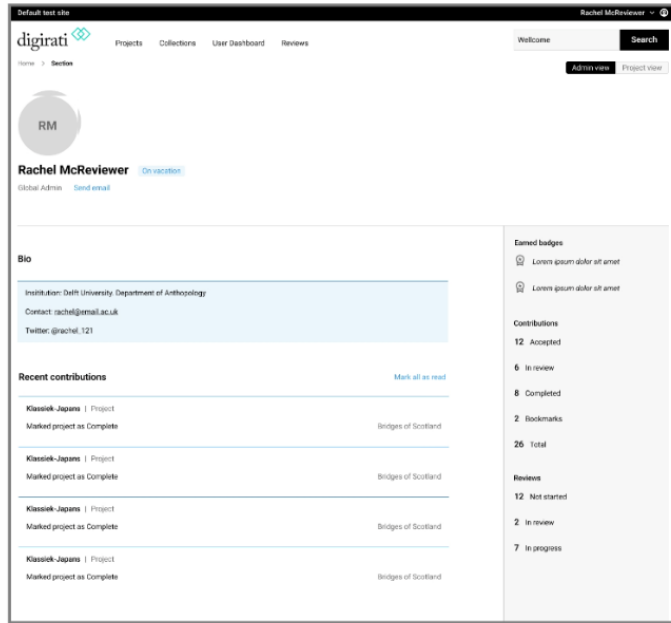 Default test site
Rachel McReviewer
digirati
Projects
Collections
User Dashboard
Reviews
Wellcome
Search
Home > Section
Admin view
Project view
RM
Rachel McReviewer
On vacation
Global Admin
Send email
Bio
Insititution: Delft University. Department of Anthopology
Contact: rachel@email.ac.uk
Twitter: @rachel_121
Recent contributions
Mark all as read
Klassiek-Japans | Project
Marked project as Complete
Bridges of Scotland
Klassiek-Japans | Project
Marked project as Complete
Bridges of Scotland
Klassiek-Japans | Project
Marked project as Complete
Bridges of Scotland
Klassiek-Japans | Project
Marked project as Complete
Bridges of Scotland
Earned badges
Lorem ipsum dolor sit amet
Lorem ipsum dolor sit amet
Contributions
12 Accepted
6 In review
8 Completed
2 Bookmarks
26 Total
Reviews
12 Not started
2 In review
7 In progress